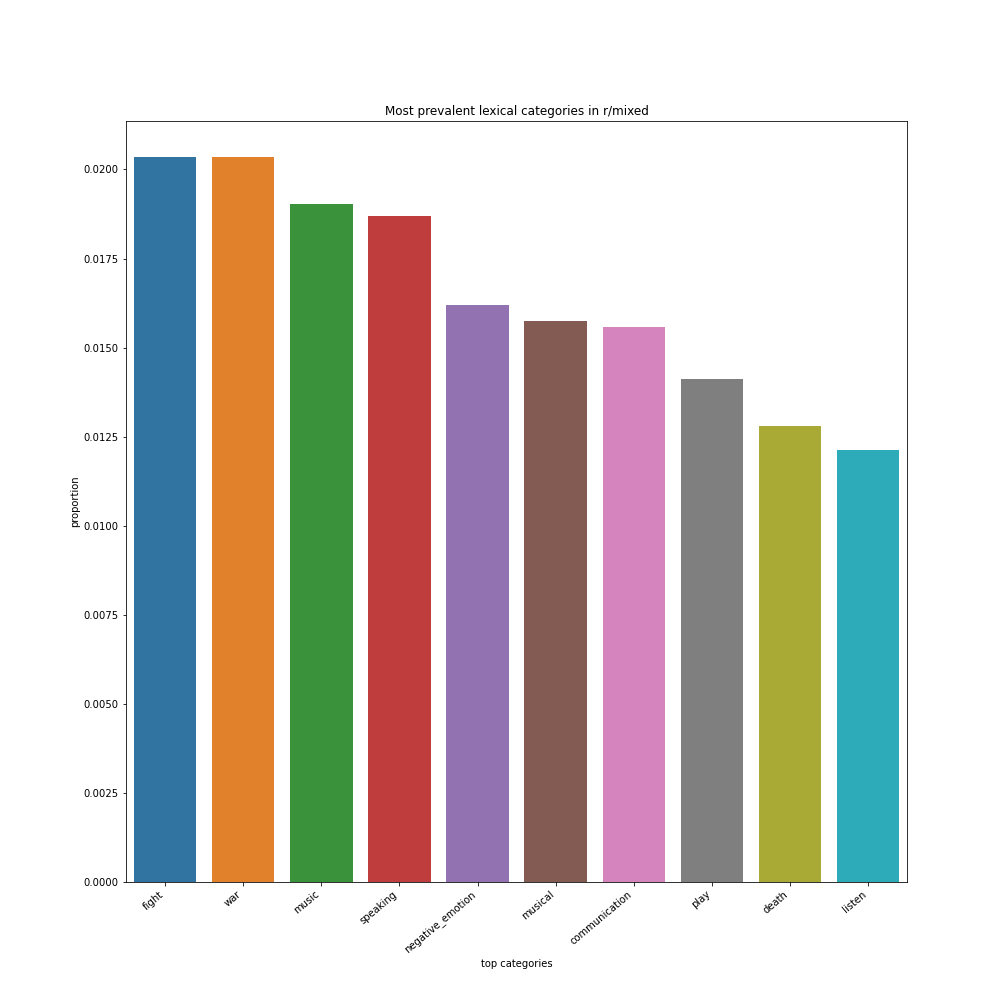 Most prevalent lexical categories in r/mixed
0.0200
0.0175
0.0150
0.0125
0.0100
0.0075
0.0050
0.0025
0.0000
proportion
fight
war
music
speaking
negative_emotion
musical
communication
play
death
listen
top categories